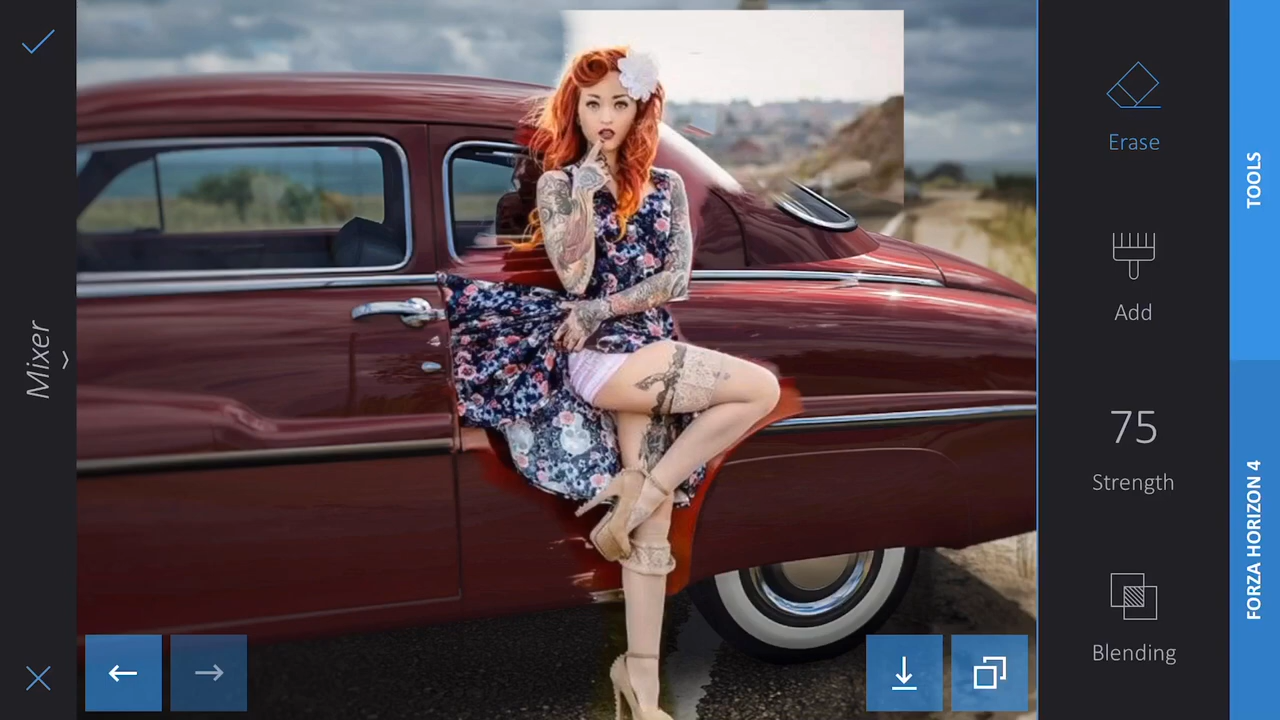 Mixer
Erase
Add
75
Strength
Blending
TOOLS
FORZA HORIZON 4